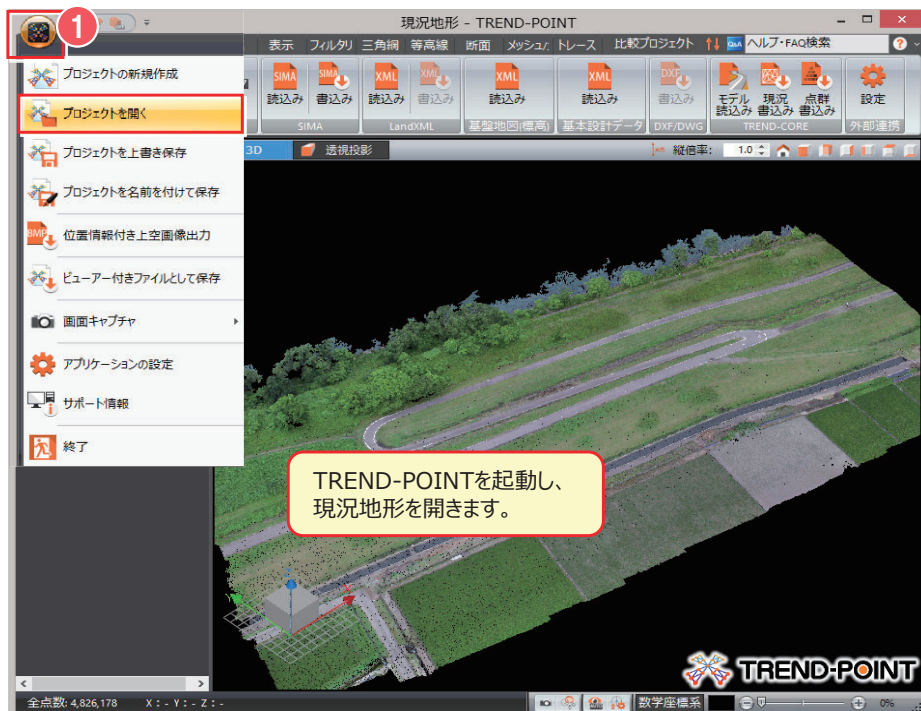 1
現況地形 - TREND-POINT
表示 フィルタリ 三角網 等高線 断面 メッシュ/ トレース 比較プロジェクト Q&A ヘルプ・FAQ検索
プロジェクトの新規作成
プロジェクトを開く
プロジェクトを上書き保存
プロジェクトを名前を付けて保存
BMP 位置情報付き上空画像出力
ビューアー付きファイルとして保存
画面キャプチャ
アプリケーションの設定
サポート情報
終了
SIMA SIMA XML XML XML XML DXF
読込み 書込み 読込み 書込み 読込み 読込み 書込み モデル 読込み 現況 書込み 点群 書込み 設定
SIMA LandXML 基盤地図(標高) 基本設計データ DXF/DWG TREND-CORE 外部連携
3D 透視投影 縦倍率: 1.0
TREND-POINTを起動し、
現況地形を開きます。
TREND-POINT
全点数: 4,826,178 X : - Y : - Z : - 数学座標系 0%